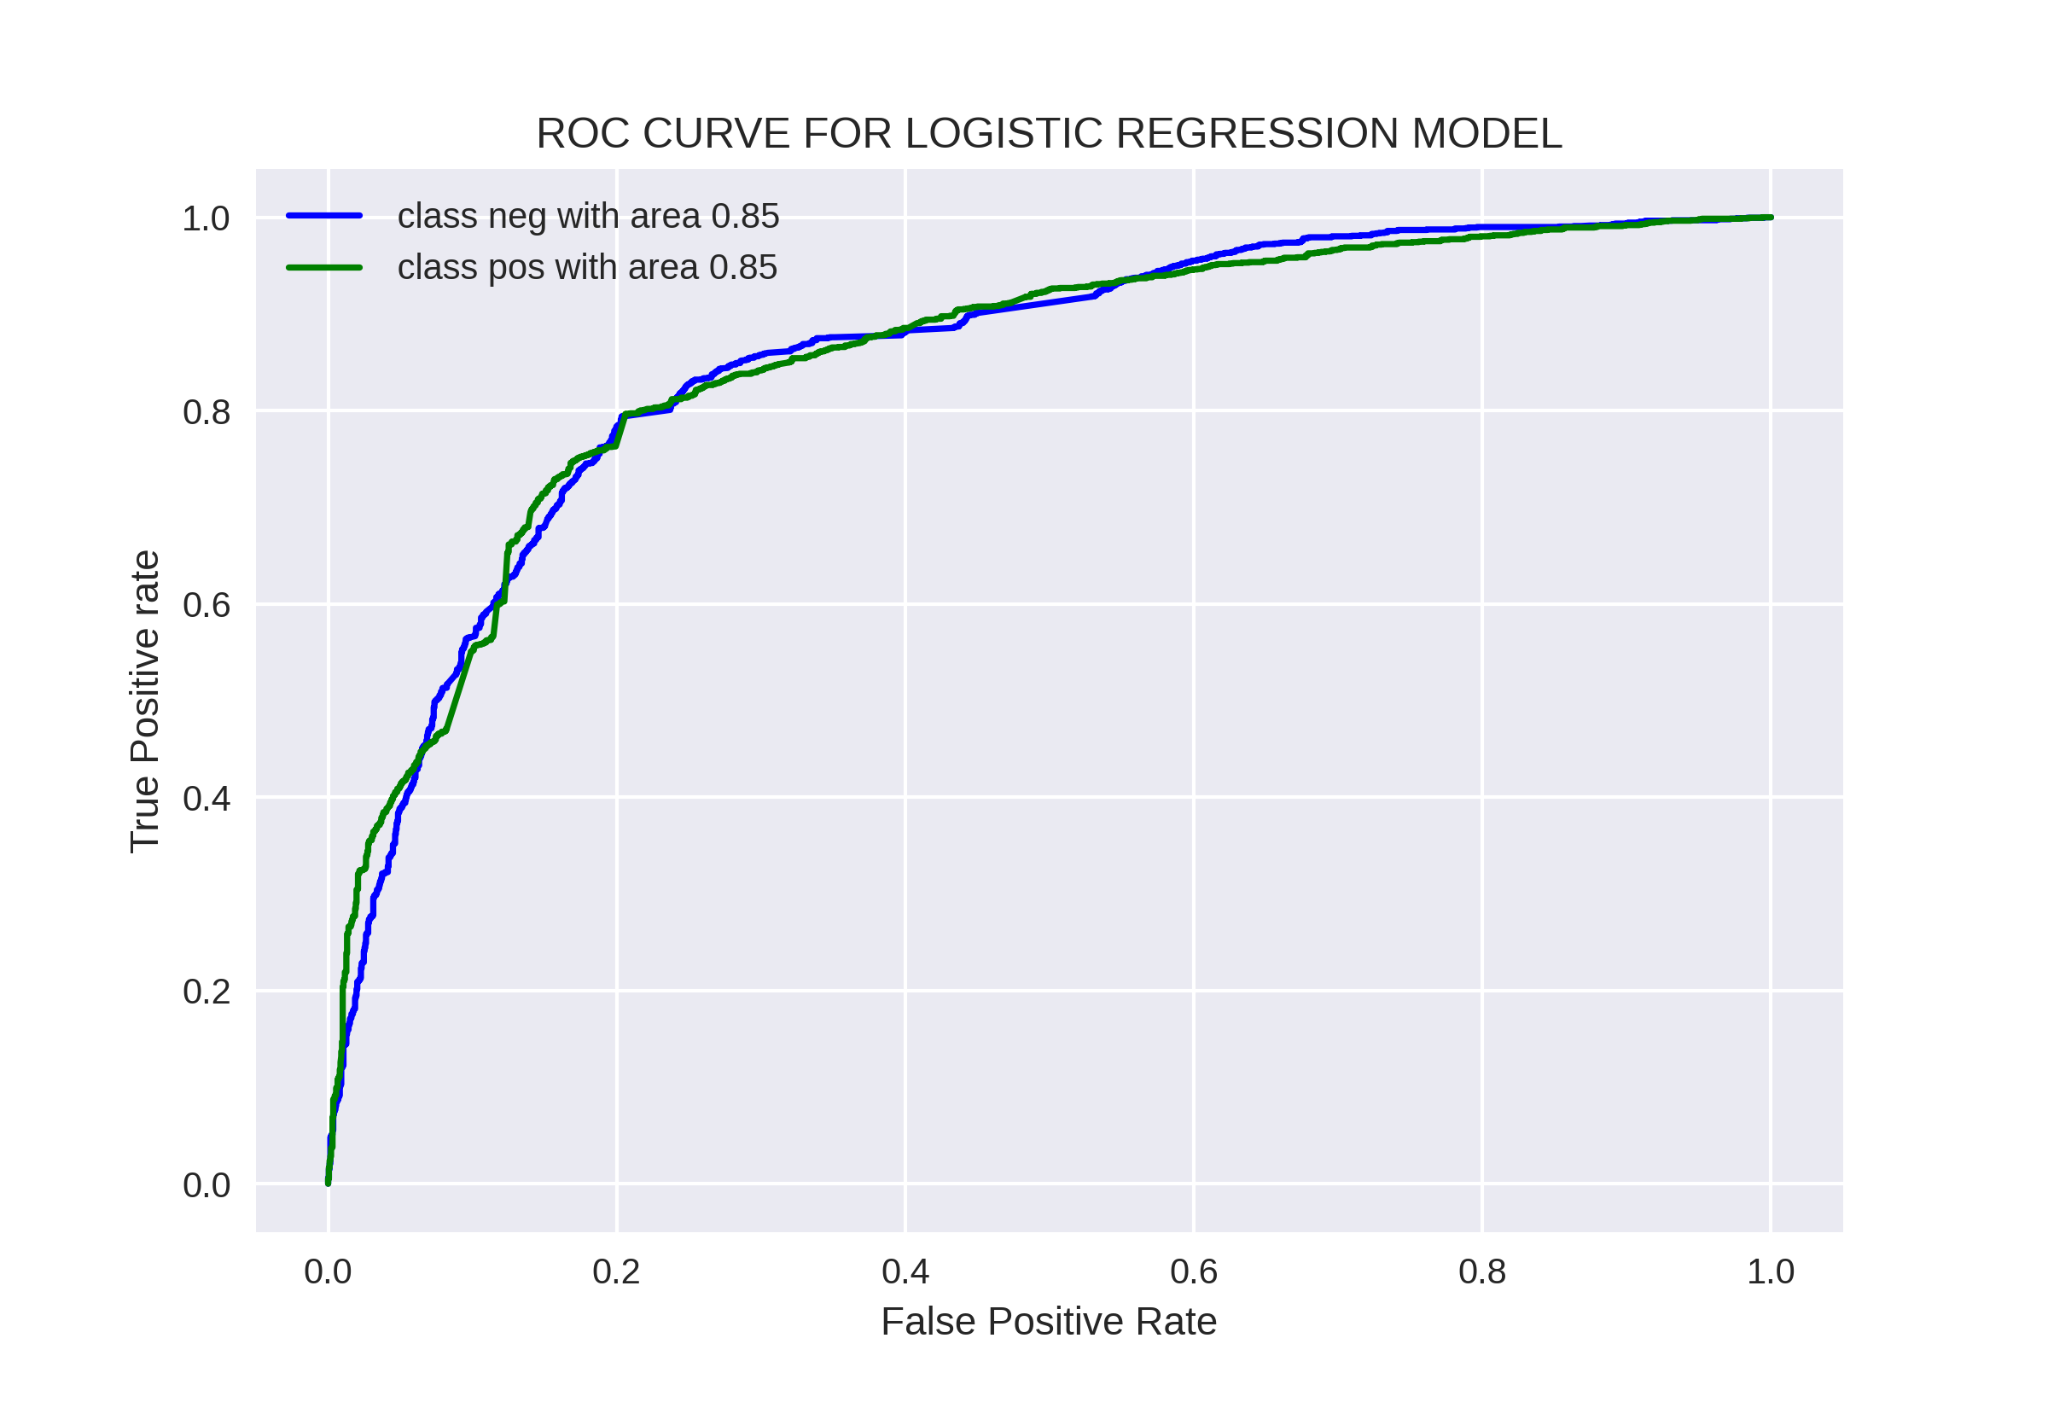 ROC CURVE FOR LOGISTIC REGRESSION MODEL
class neg with area 0.85
class pos with area 0.85
True Positive rate
1.0
0.8
0.6
0.4
0.2
0.0
0.0 0.2 0.4 0.6 0.8 1.0
False Positive Rate